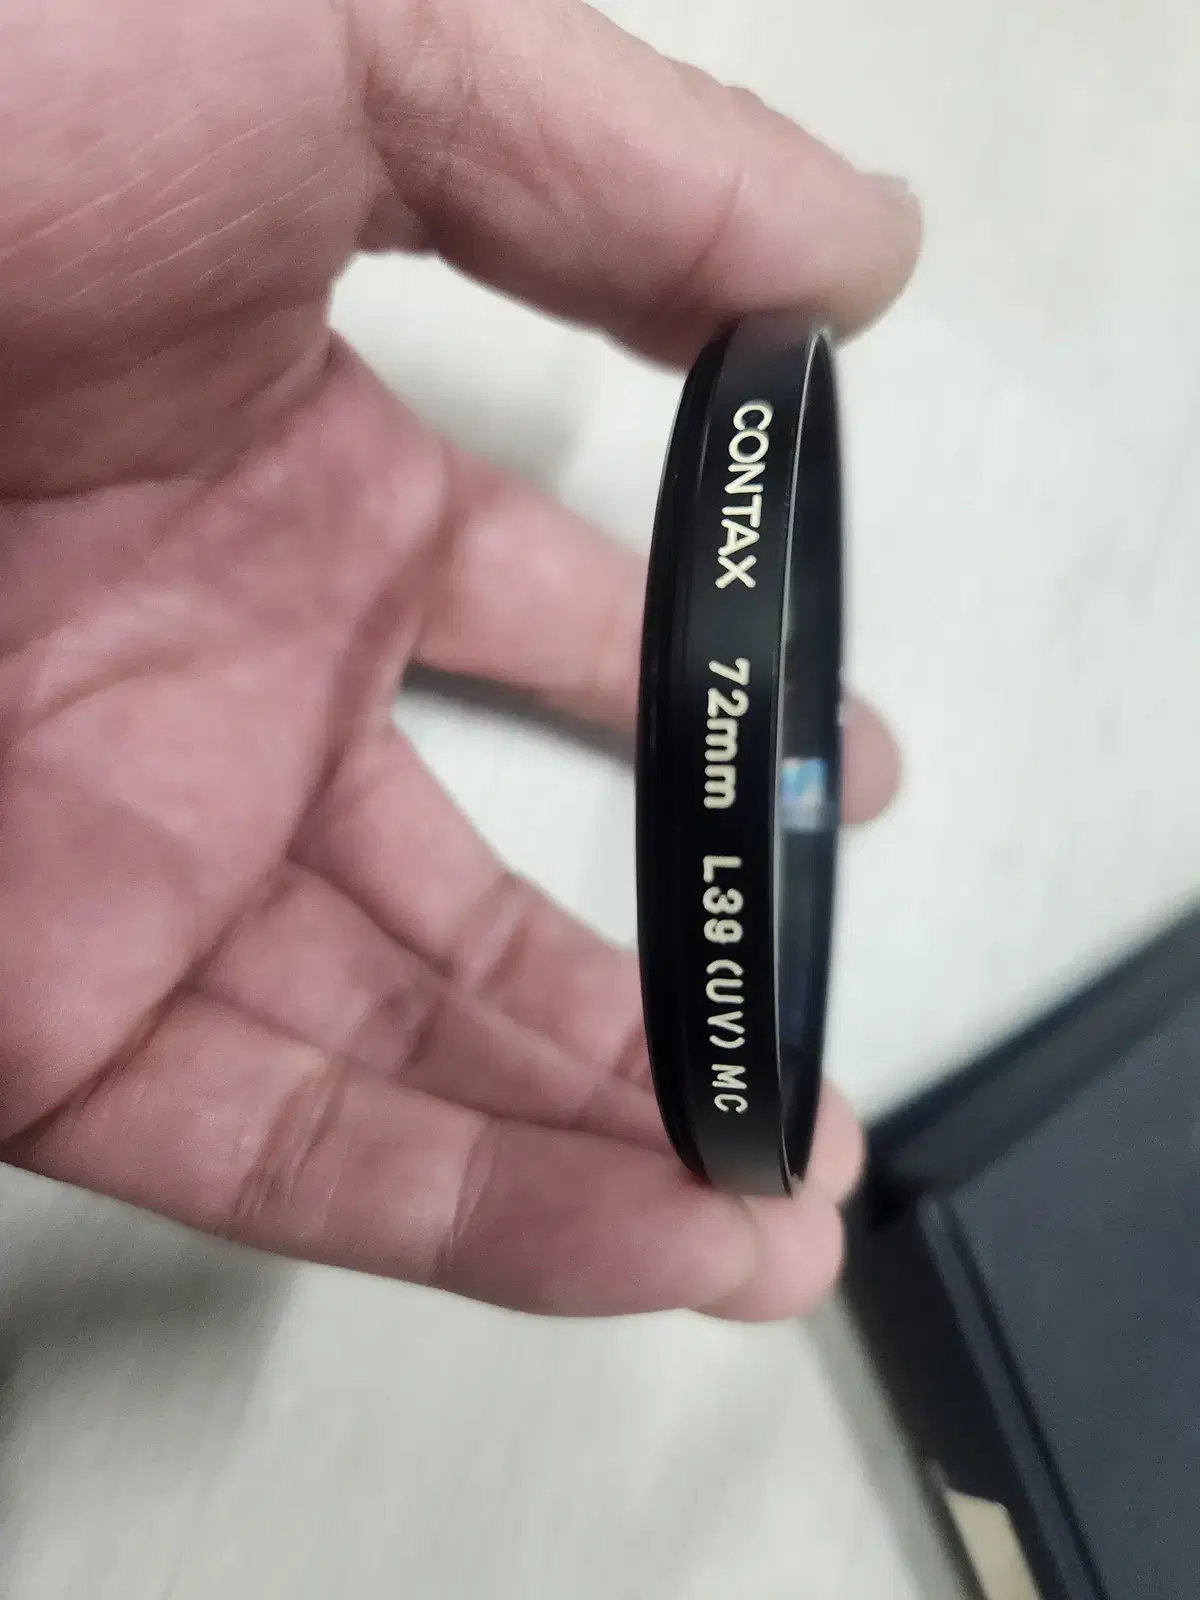 CONTAX 72mm L39 (UV) MC